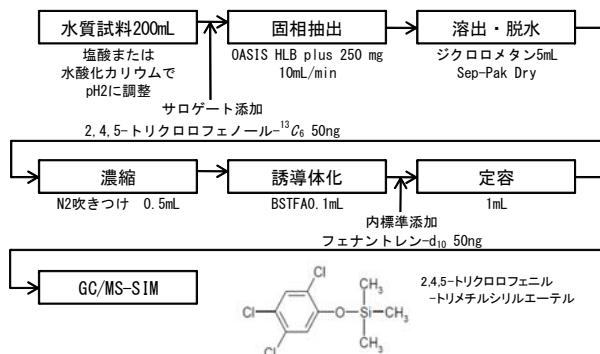 水質試料200mL
固相抽出
溶出・脱水
塩酸または
水酸化カリウムで
pH2に調整
OASIS HLB plus 250 mg
10mL/min
ジクロロメタン5mL
Sep-Pak Dry
サロゲート添加
2,4,5-トリクロロフェノール-¹³C₆ 50ng
濃縮
誘導体化
定容
N2吹きつけ 0.5mL
BSTFA0.1mL
1mL
内標準添加
フェナントレン-d₁₀ 50ng
GC/MS-SIM
Cl
Cl
Cl
O
Si
CH₃
CH₃
CH₃
2,4,5-トリクロロフェニル
-トリメチルシリルエーテル